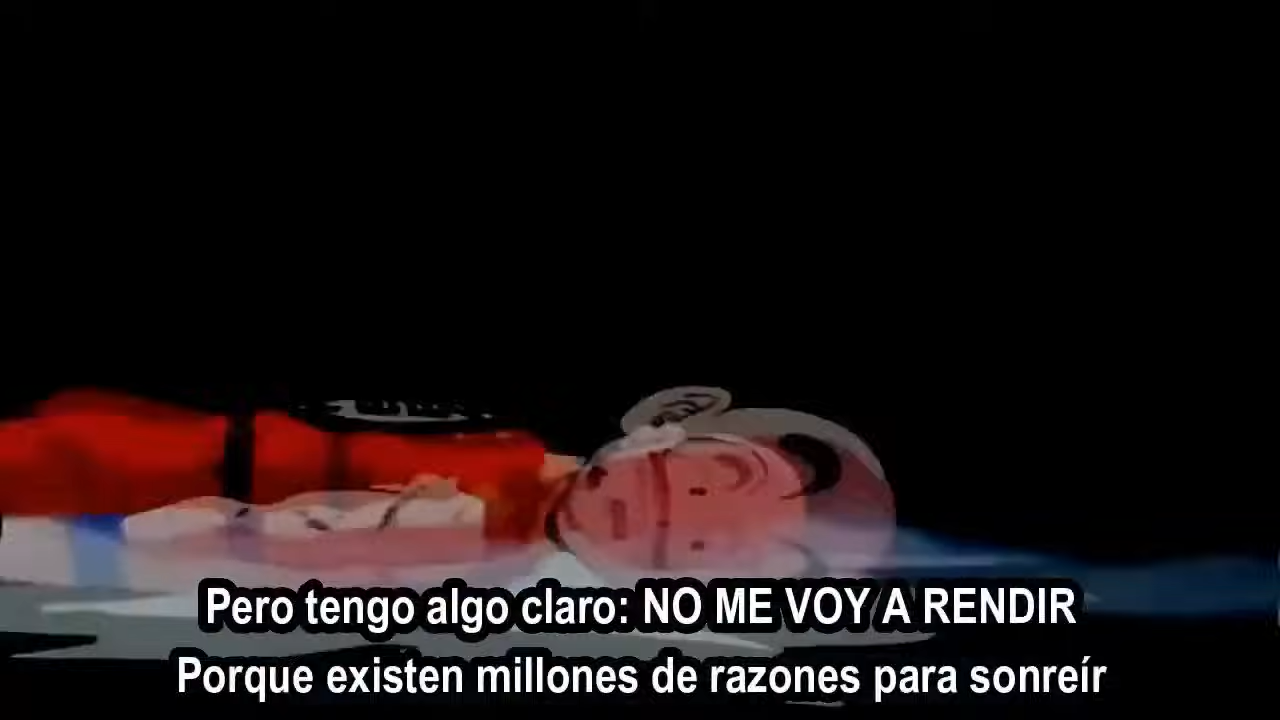 Pero tengo algo claro: NO ME VOY A RENDIR
Porque existen millones de razones para sonreír